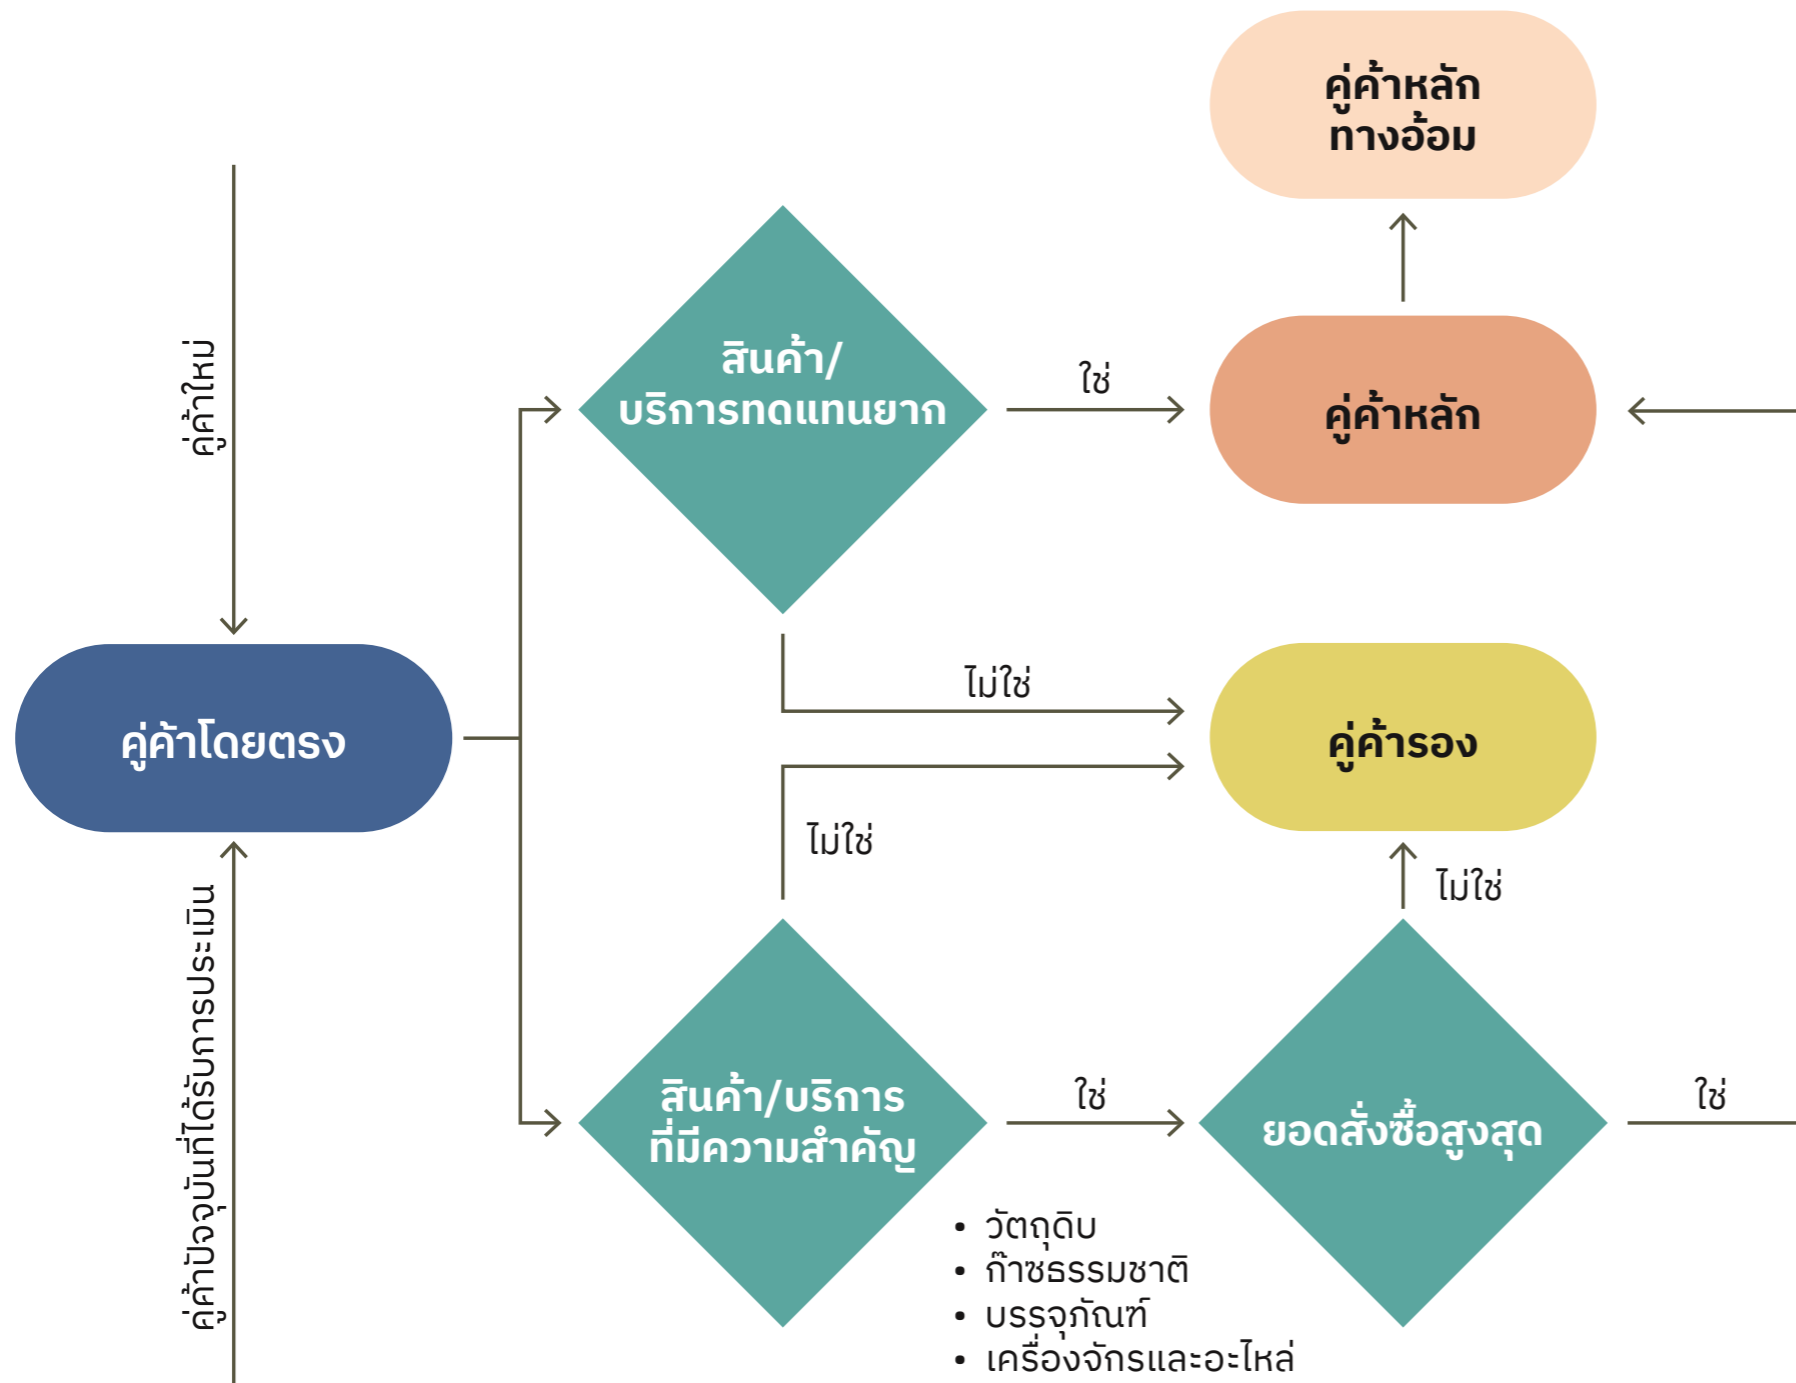 คู่ค้าหลัก
ทางอ้อม
คู่ค้าใหม่
สินค้า/
บริการทดแทนยาก
ใช่
คู่ค้าหลัก
ไม่ใช่
คู่ค้าโดยตรง
คู่ค้ารอง
ไม่ใช่
ไม่ใช่
คู่ค้าปัจจุบันที่ได้รับการประเมิน
สินค้า/บริการ
ที่มีความสำคัญ
ใช่
ยอดสั่งซื้อสูงสุด
ใช่
• วัตถุดิบ
• ก๊าซธรรมชาติ
• บรรจุภัณฑ์
• เครื่องจักรและอะไหล่